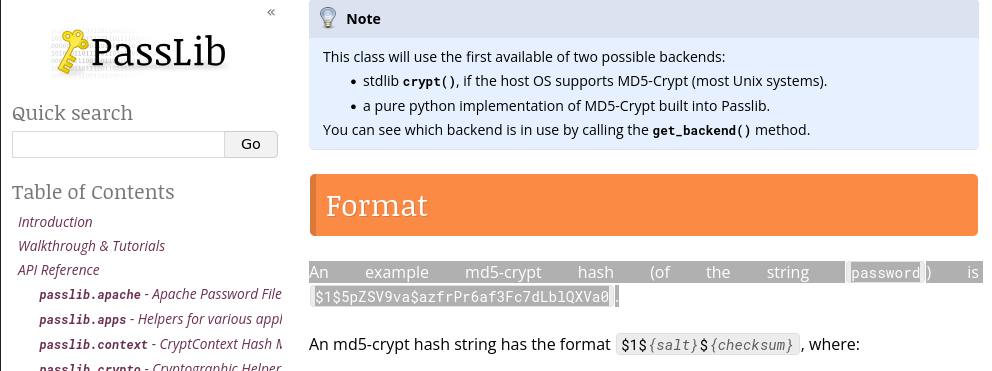 «
PassLib
Quick search
Go
Table of Contents
Introduction
Walkthrough & Tutorials
API Reference
passlib.apache - Apache Password File
passlib.apps - Helpers for various appl
passlib.context - CryptContext Hash M
passlib.crypto - Cryptographic Helper
Note
This class will use the first available of two possible backends:
• stdlib crypt(), if the host OS supports MD5-Crypt (most Unix systems).
• a pure python implementation of MD5-Crypt built into Passlib.
You can see which backend is in use by calling the get_backend() method.
Format
An example md5-crypt hash (of the string password) is
$1$5pZSV9va$azfrPr6af3Fc7dLblQXVa0.
An md5-crypt hash string has the format $1${salt}${checksum}, where: